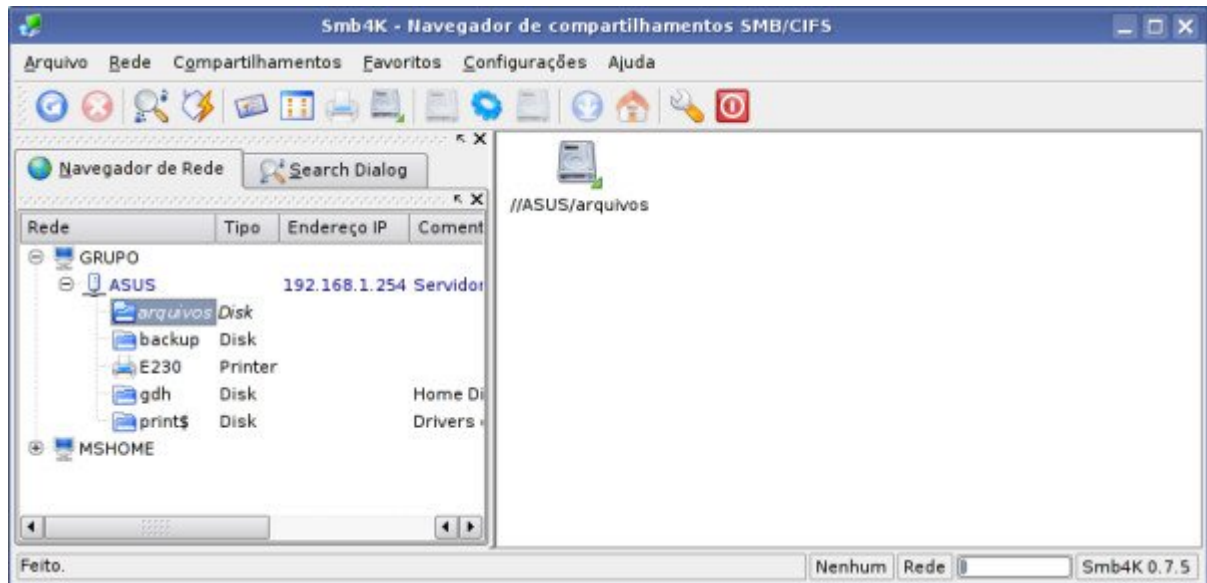 Smb4K - Navegador de compartilhamentos SMB/CIFS
Arquivo Rede Compartilhamentos Favoritos Configurações Ajuda
Navegador de Rede Search Dialog
Rede Tipo Endereço IP Coment
GRUPO
ASUS 192.168.1.254 Servidor
arquivos Disk
backup Disk
E230 Printer
gdh Disk Home Di
print$ Disk Drivers
MSHOME
//ASUS/arquivos
Feito. Nenhum Rede Smb4K 0.7.5